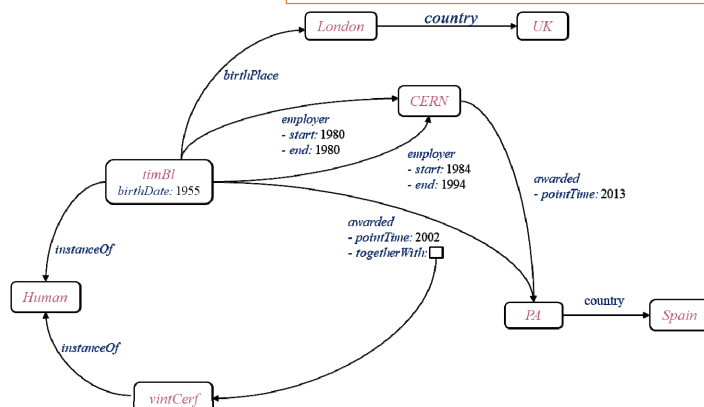 London
country
UK
birthPlace
CERN
employer
- start: 1980
- end: 1980
employer
- start: 1984
- end: 1994
timBl
birthDate: 1955
awarded
- pointTime: 2013
awarded
- pointTime: 2002
- togetherWith:
instanceOf
Human
PA
country
Spain
instanceOf
vintCerf